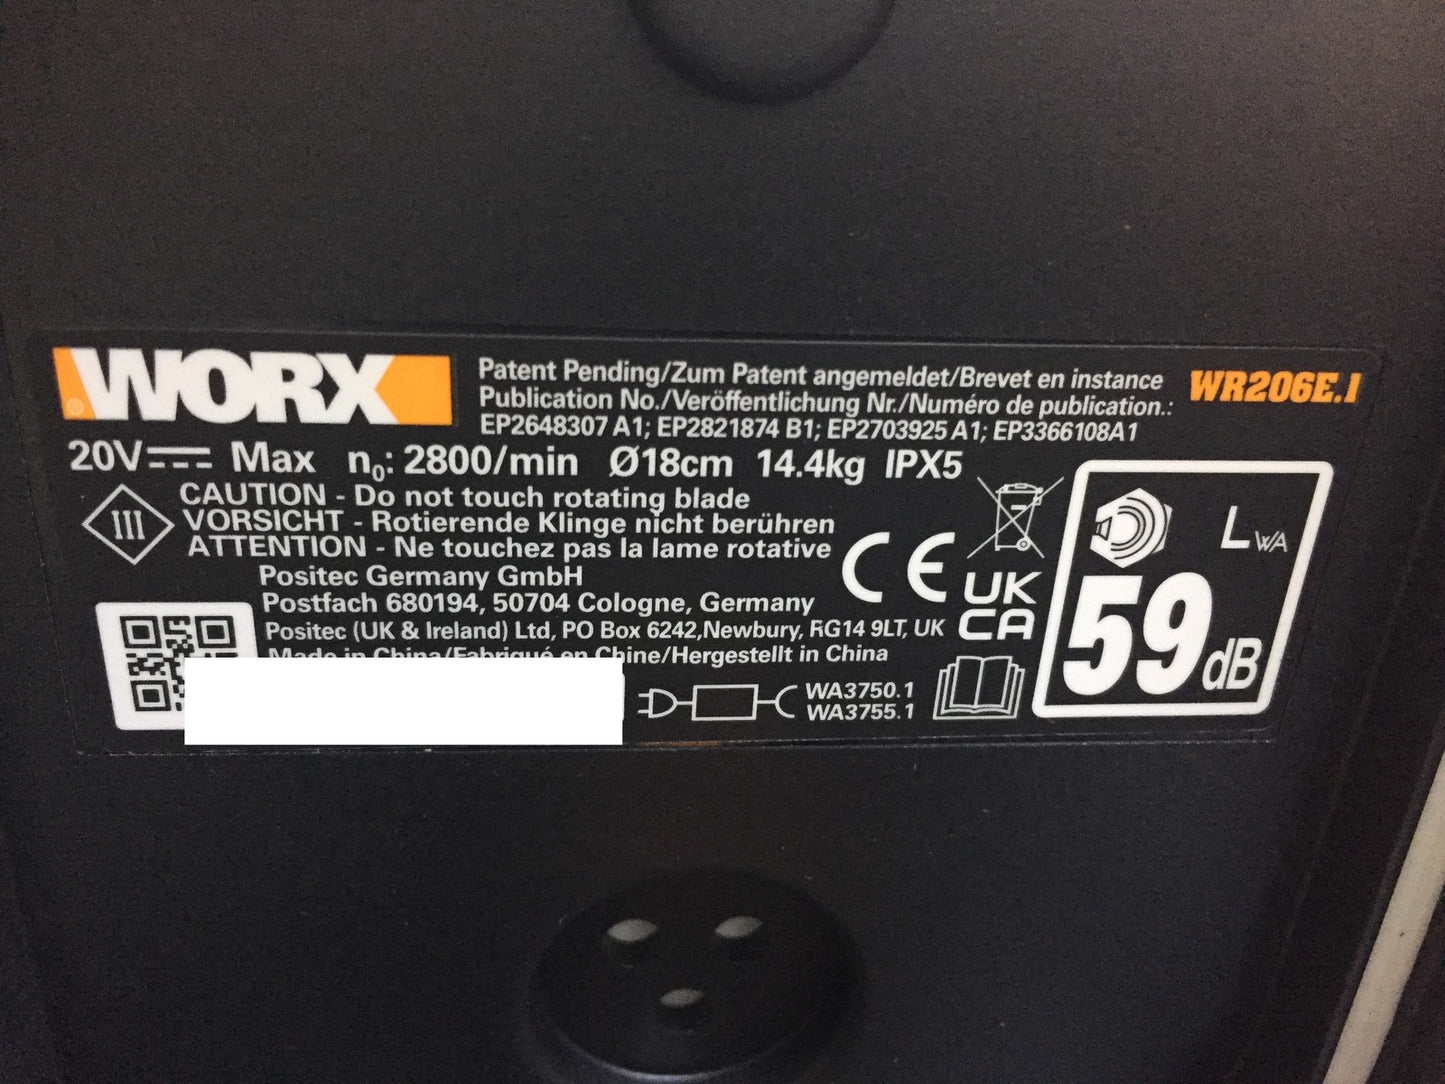 WORX
®
Patent Pending/Zum Patent angemeldet/Brevet en instance
WR206E.1
Publication No./Veröffentlichung Nr./Numéro de publication.:
EP2648307 A1; EP2821874 B1; EP2703925 A1; EP3366108A1
20V Max n₀: 2800/min Ø18cm 14.4kg IPX5
III
CAUTION - Do not touch rotating blade
VORSICHT - Rotierende Klinge nicht berühren
ATTENTION - Ne touchez pas la lame rotative
Positec Germany GmbH
Postfach 680194, 50704 Cologne, Germany
Positec (UK & Ireland) Ltd, PO Box 6242,Newbury, RG14 9LT, UK
Made in China/Fabriqué en Chine/Hergestellt in China
CE
UK
CA
WA3750.1
WA3755.1
LWA
59dB